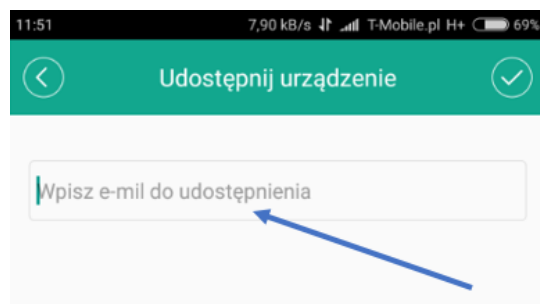 11:51 7,90 kB/s T-Mobile.pl H+ 69%
Udostępnij urządzenie
Wpisz e-mil do udostępnienia